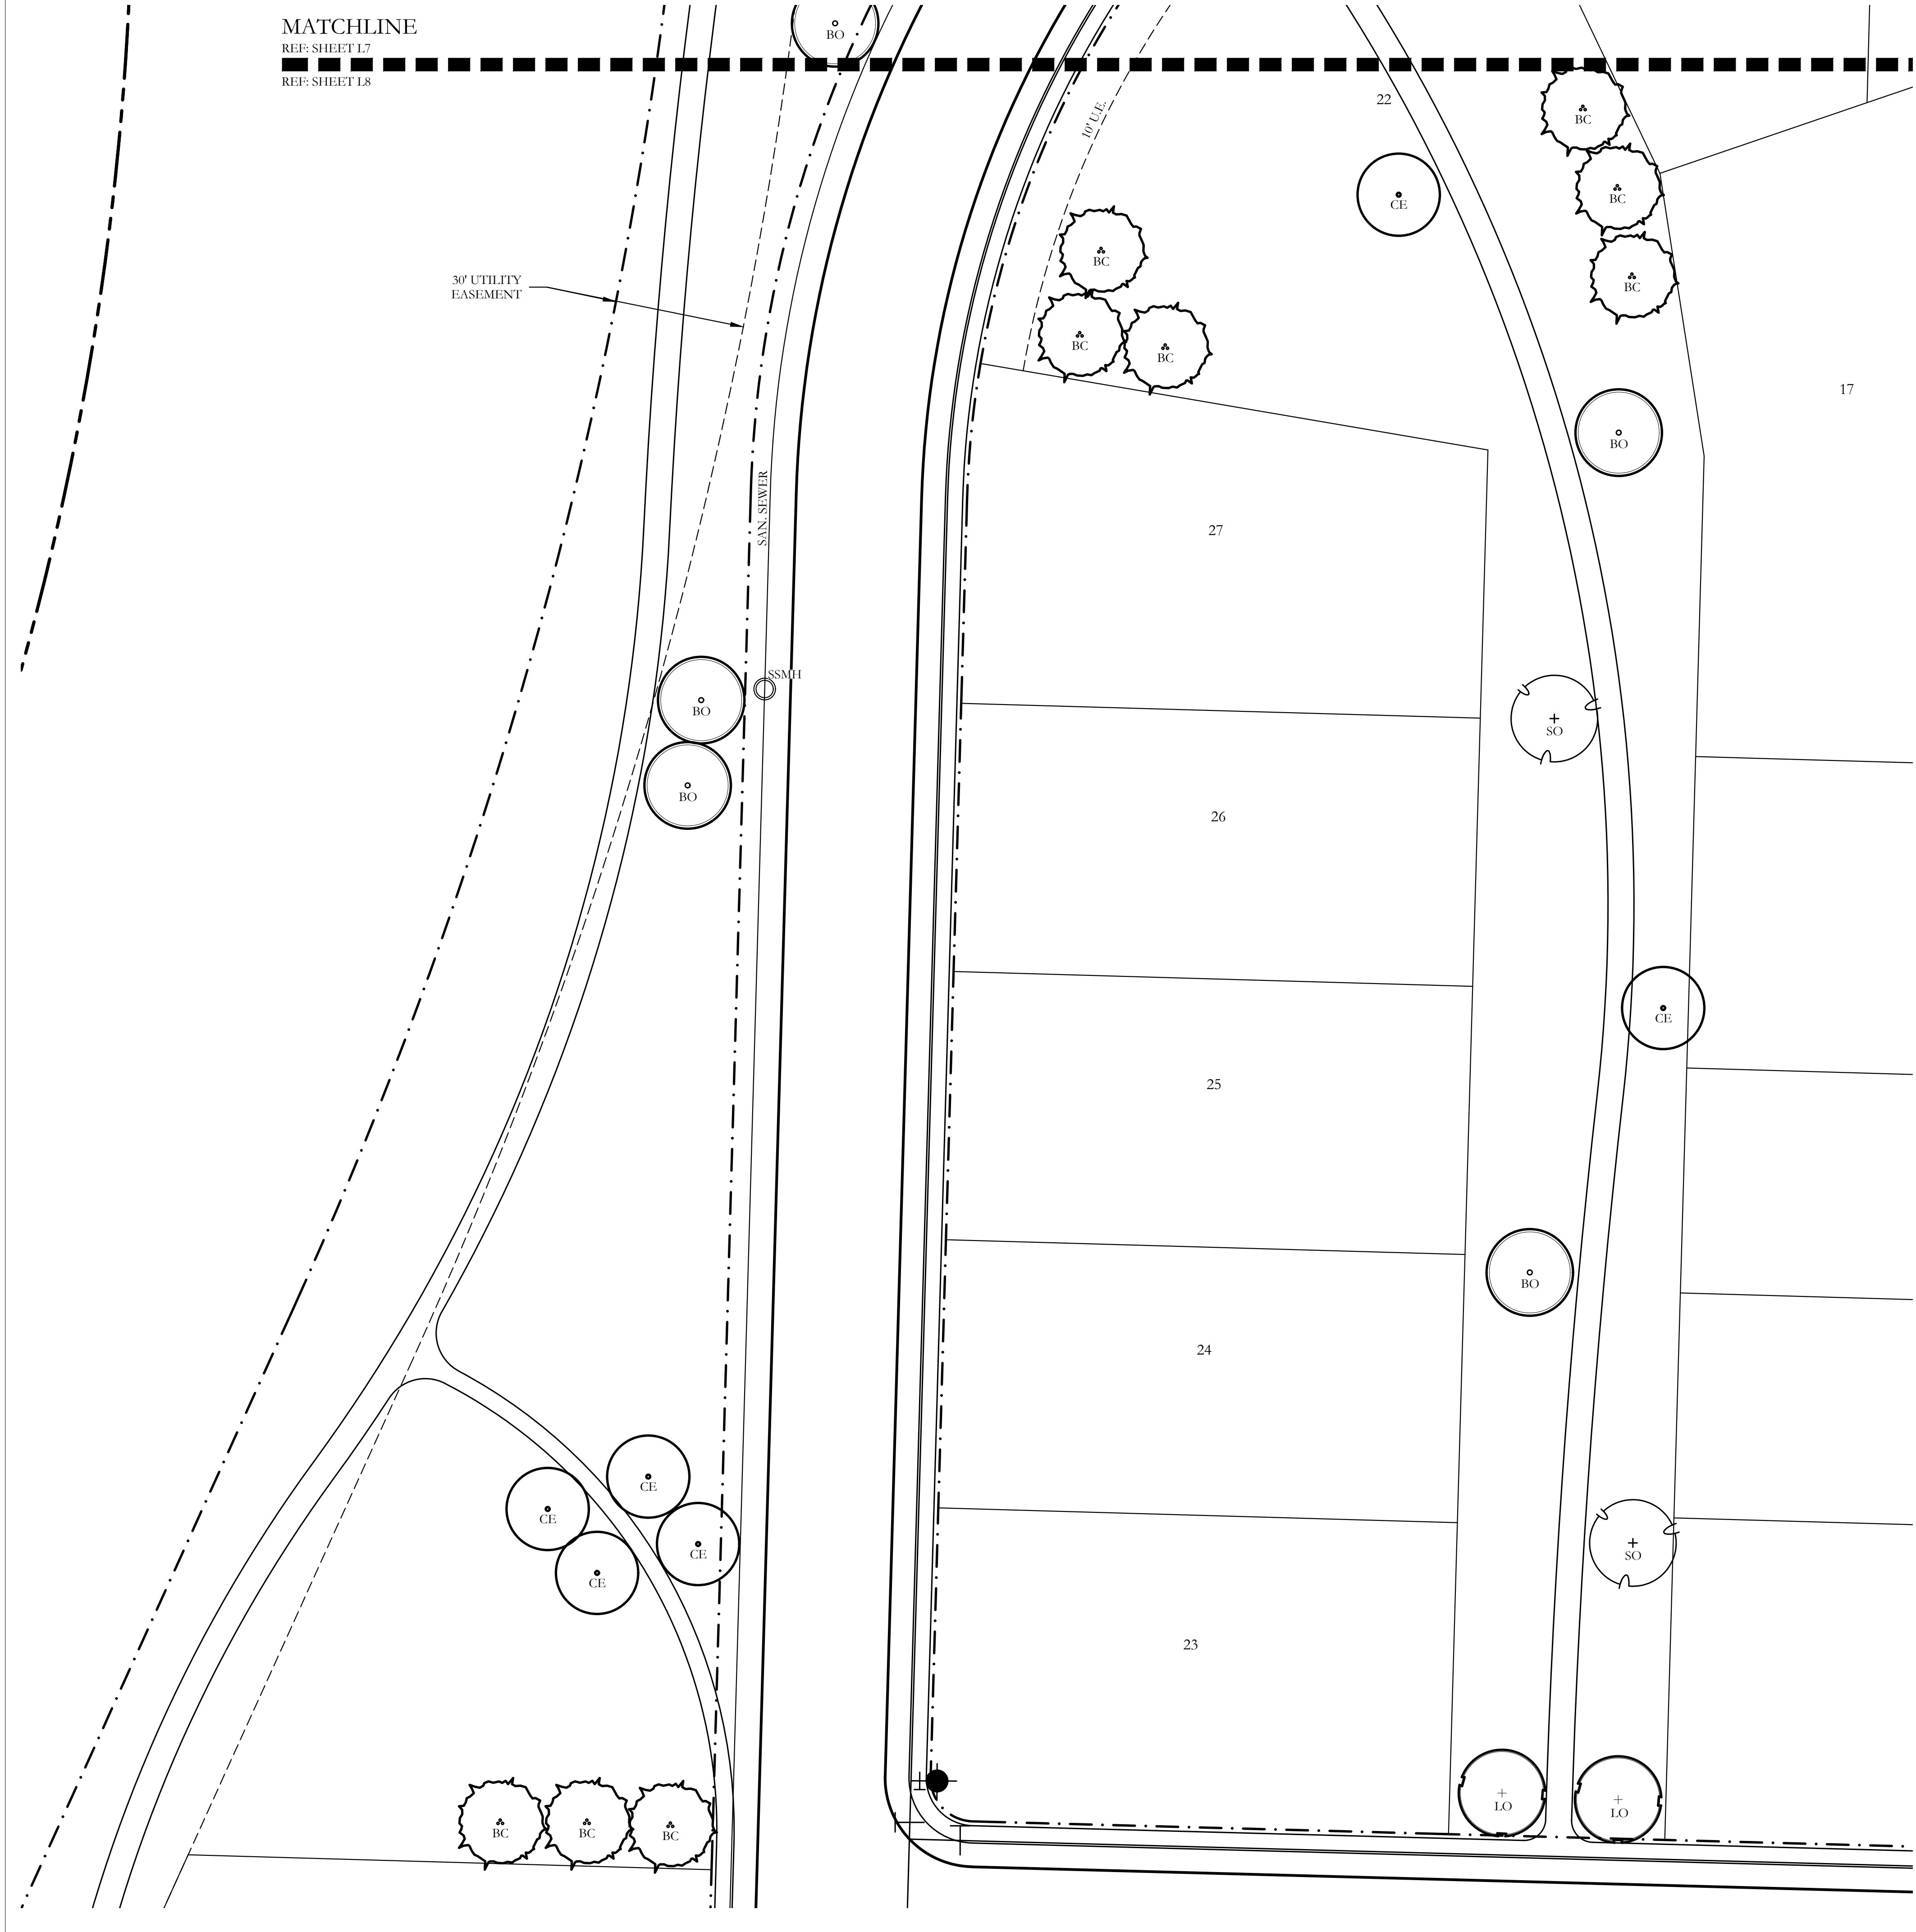 MATCHLINE
REF: SHEET L7
REF: SHEET L8
BO
22
10' U.E.
BC
CE
BC
BC
BC
BC
BC
30' UTILITY
EASEMENT
17
BO
SAN. SEWER
27
SSMH
BO
SO
BO
26
CE
25
BO
24
CE
CE
CE
CE
SO
23
LO
LO
BC
BC
BC